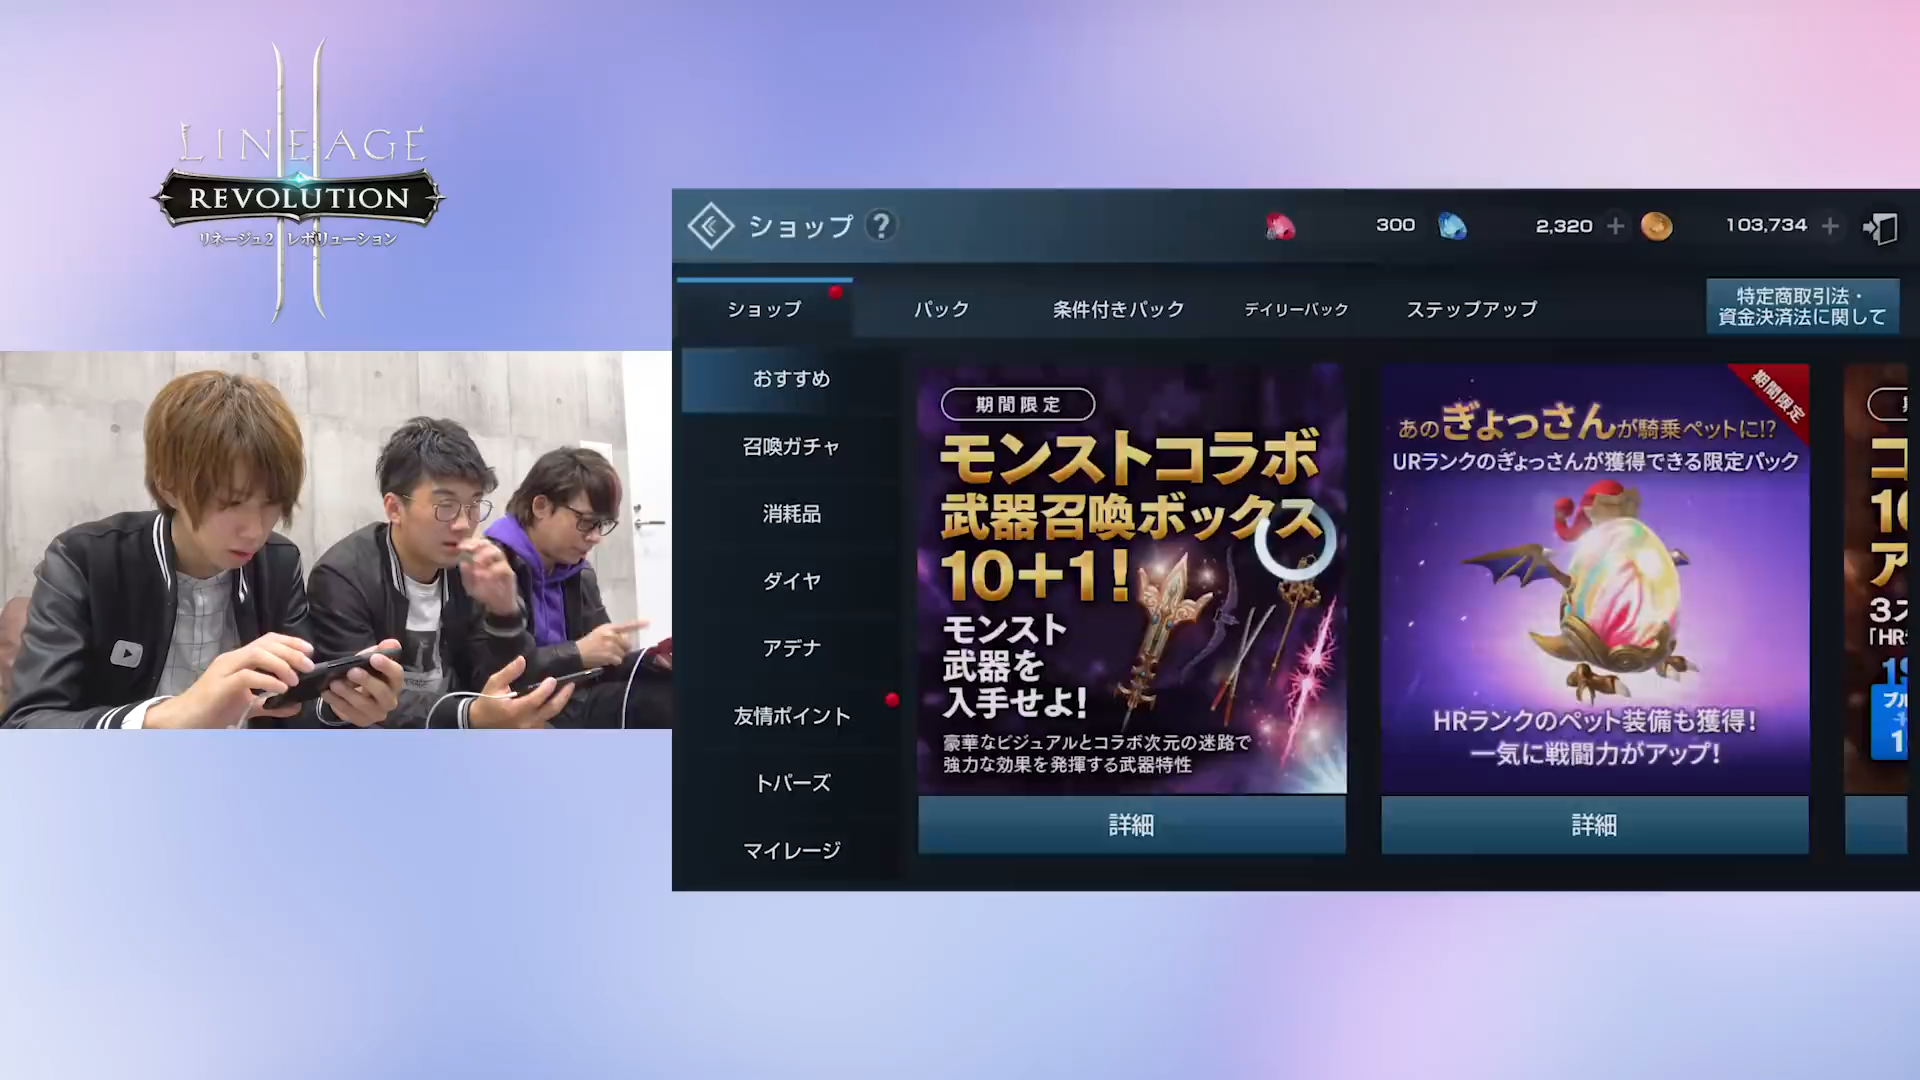 LINEAGE
REVOLUTION
リネージュ2 レボリューション
ショップ ?
300
2,320
103,734
ショップ
パック
条件付きパック
デイリーパック
ステップアップ
特定商取引法・
資金決済法に関して
おすすめ
召喚ガチャ
消耗品
ダイヤ
アデナ
友情ポイント
トパーズ
マイレージ
期間限定
モンストコラボ
武器召喚ボックス
10+1!
モンスト
武器を
入手せよ!
豪華なビジュアルとコラボ次元の迷路で
強力な効果を発揮する武器特性
詳細
期間限定
あのぎょっさんが騎乗ペットに!?
URランクのぎょっさんが獲得できる限定パック
HRランクのペット装備も獲得!
一気に戦闘力がアップ!
詳細
コ
10
ア
3ス
「HR
ブル